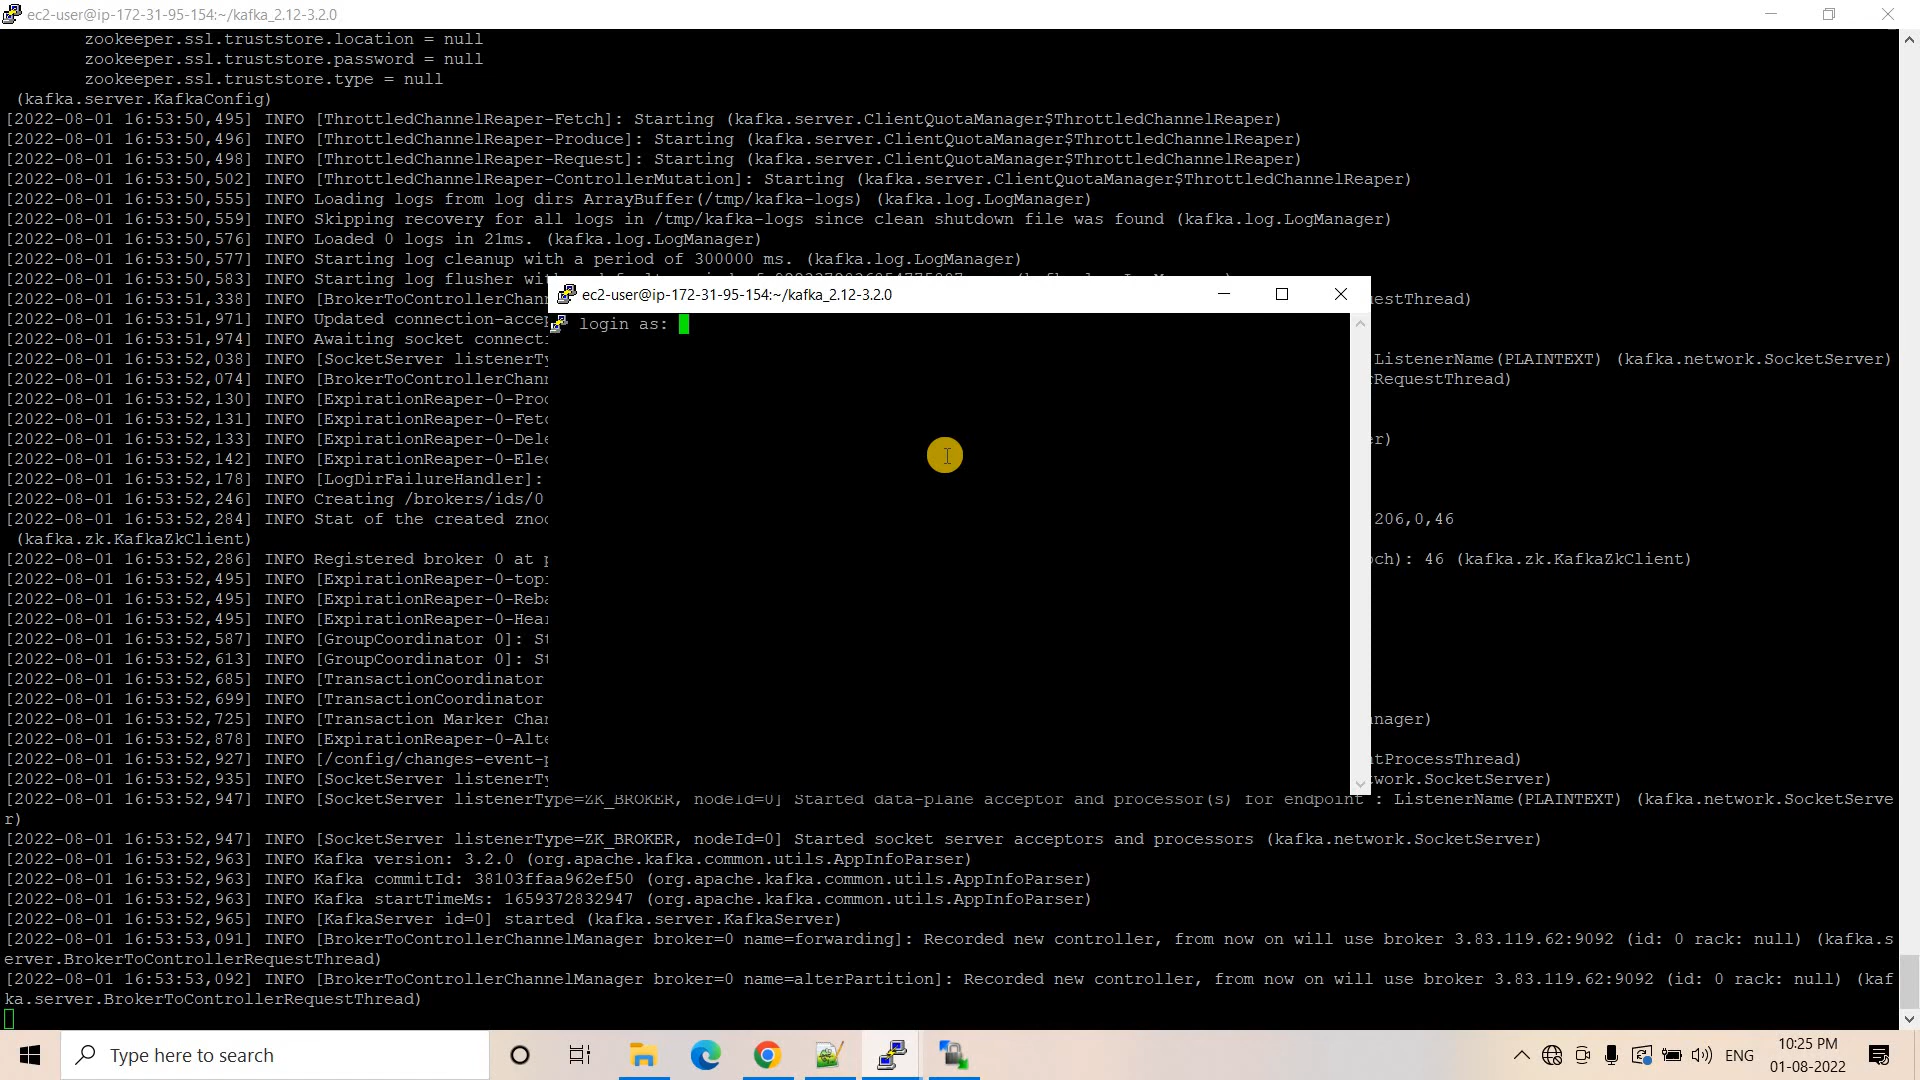 ec2-user@ip-172-31-95-154:~/kafka_2.12-3.2.0
zookeeper.ssl.truststore.location = null
zookeeper.ssl.truststore.password = null
zookeeper.ssl.truststore.type = null
(kafka.server.KafkaConfig)
[2022-08-01 16:53:50,495] INFO [ThrottledChannelReaper-Fetch]: Starting (kafka.server.ClientQuotaManager$ThrottledChannelReaper)
[2022-08-01 16:53:50,496] INFO [ThrottledChannelReaper-Produce]: Starting (kafka.server.ClientQuotaManager$ThrottledChannelReaper)
[2022-08-01 16:53:50,498] INFO [ThrottledChannelReaper-Request]: Starting (kafka.server.ClientQuotaManager$ThrottledChannelReaper)
[2022-08-01 16:53:50,502] INFO [ThrottledChannelReaper-ControllerMutation]: Starting (kafka.server.ClientQuotaManager$ThrottledChannelReaper)
[2022-08-01 16:53:50,555] INFO Loading logs from log dirs ArrayBuffer(/tmp/kafka-logs) (kafka.log.LogManager)
[2022-08-01 16:53:50,559] INFO Skipping recovery for all logs in /tmp/kafka-logs since clean shutdown file was found (kafka.log.LogManager)
[2022-08-01 16:53:50,576] INFO Loaded 0 logs in 21ms. (kafka.log.LogManager)
[2022-08-01 16:53:50,577] INFO Starting log cleanup with a period of 300000 ms. (kafka.log.LogManager)
[2022-08-01 16:53:50,583] INFO Starting log flusher wit
[2022-08-01 16:53:51,338] INFO [BrokerToControllerChan uestThread)
[2022-08-01 16:53:51,971] INFO Updated connection-acce
[2022-08-01 16:53:51,974] INFO Awaiting socket connecti
[2022-08-01 16:53:52,038] INFO [SocketServer listenerTy ListenerName(PLAINTEXT) (kafka.network.SocketServer)
[2022-08-01 16:53:52,074] INFO [BrokerToControllerChan rRequestThread)
[2022-08-01 16:53:52,130] INFO [ExpirationReaper-0-Pro
[2022-08-01 16:53:52,131] INFO [ExpirationReaper-0-Fet
[2022-08-01 16:53:52,133] INFO [ExpirationReaper-0-Del er)
[2022-08-01 16:53:52,142] INFO [ExpirationReaper-0-Ele
[2022-08-01 16:53:52,178] INFO [LogDirFailureHandler]:
[2022-08-01 16:53:52,246] INFO Creating /brokers/ids/0
[2022-08-01 16:53:52,284] INFO Stat of the created zno 206,0,46
(kafka.zk.KafkaZkClient)
[2022-08-01 16:53:52,286] INFO Registered broker 0 at p och): 46 (kafka.zk.KafkaZkClient)
[2022-08-01 16:53:52,495] INFO [ExpirationReaper-0-top
[2022-08-01 16:53:52,495] INFO [ExpirationReaper-0-Reb
[2022-08-01 16:53:52,495] INFO [ExpirationReaper-0-Hea
[2022-08-01 16:53:52,587] INFO [GroupCoordinator 0]: St
[2022-08-01 16:53:52,613] INFO [GroupCoordinator 0]: St
[2022-08-01 16:53:52,685] INFO [TransactionCoordinator
[2022-08-01 16:53:52,699] INFO [TransactionCoordinator
[2022-08-01 16:53:52,725] INFO [Transaction Marker Chan nager)
[2022-08-01 16:53:52,878] INFO [ExpirationReaper-0-Alt
[2022-08-01 16:53:52,927] INFO [/config/changes-event-p ntProcessThread)
[2022-08-01 16:53:52,935] INFO [SocketServer listenerTy work.SocketServer)
[2022-08-01 16:53:52,947] INFO [SocketServer listenerType=ZK_BROKER, nodeId=0] Started data-plane acceptor and processor(s) for endpoint : ListenerName(PLAINTEXT) (kafka.network.SocketServe
r)
[2022-08-01 16:53:52,947] INFO [SocketServer listenerType=ZK_BROKER, nodeId=0] Started socket server acceptors and processors (kafka.network.SocketServer)
[2022-08-01 16:53:52,963] INFO Kafka version: 3.2.0 (org.apache.kafka.common.utils.AppInfoParser)
[2022-08-01 16:53:52,963] INFO Kafka commitId: 38103ffaa962ef50 (org.apache.kafka.common.utils.AppInfoParser)
[2022-08-01 16:53:52,963] INFO Kafka startTimeMs: 1659372832947 (org.apache.kafka.common.utils.AppInfoParser)
[2022-08-01 16:53:52,965] INFO [KafkaServer id=0] started (kafka.server.KafkaServer)
[2022-08-01 16:53:53,091] INFO [BrokerToControllerChannelManager broker=0 name=forwarding]: Recorded new controller, from now on will use broker 3.83.119.62:9092 (id: 0 rack: null) (kafka.s
erver.BrokerToControllerRequestThread)
[2022-08-01 16:53:53,092] INFO [BrokerToControllerChannelManager broker=0 name=alterPartition]: Recorded new controller, from now on will use broker 3.83.119.62:9092 (id: 0 rack: null) (kaf
ka.server.BrokerToControllerRequestThread)
ec2-user@ip-172-31-95-154:~/kafka_2.12-3.2.0
login as:
Type here to search
ENG
10:25 PM
01-08-2022